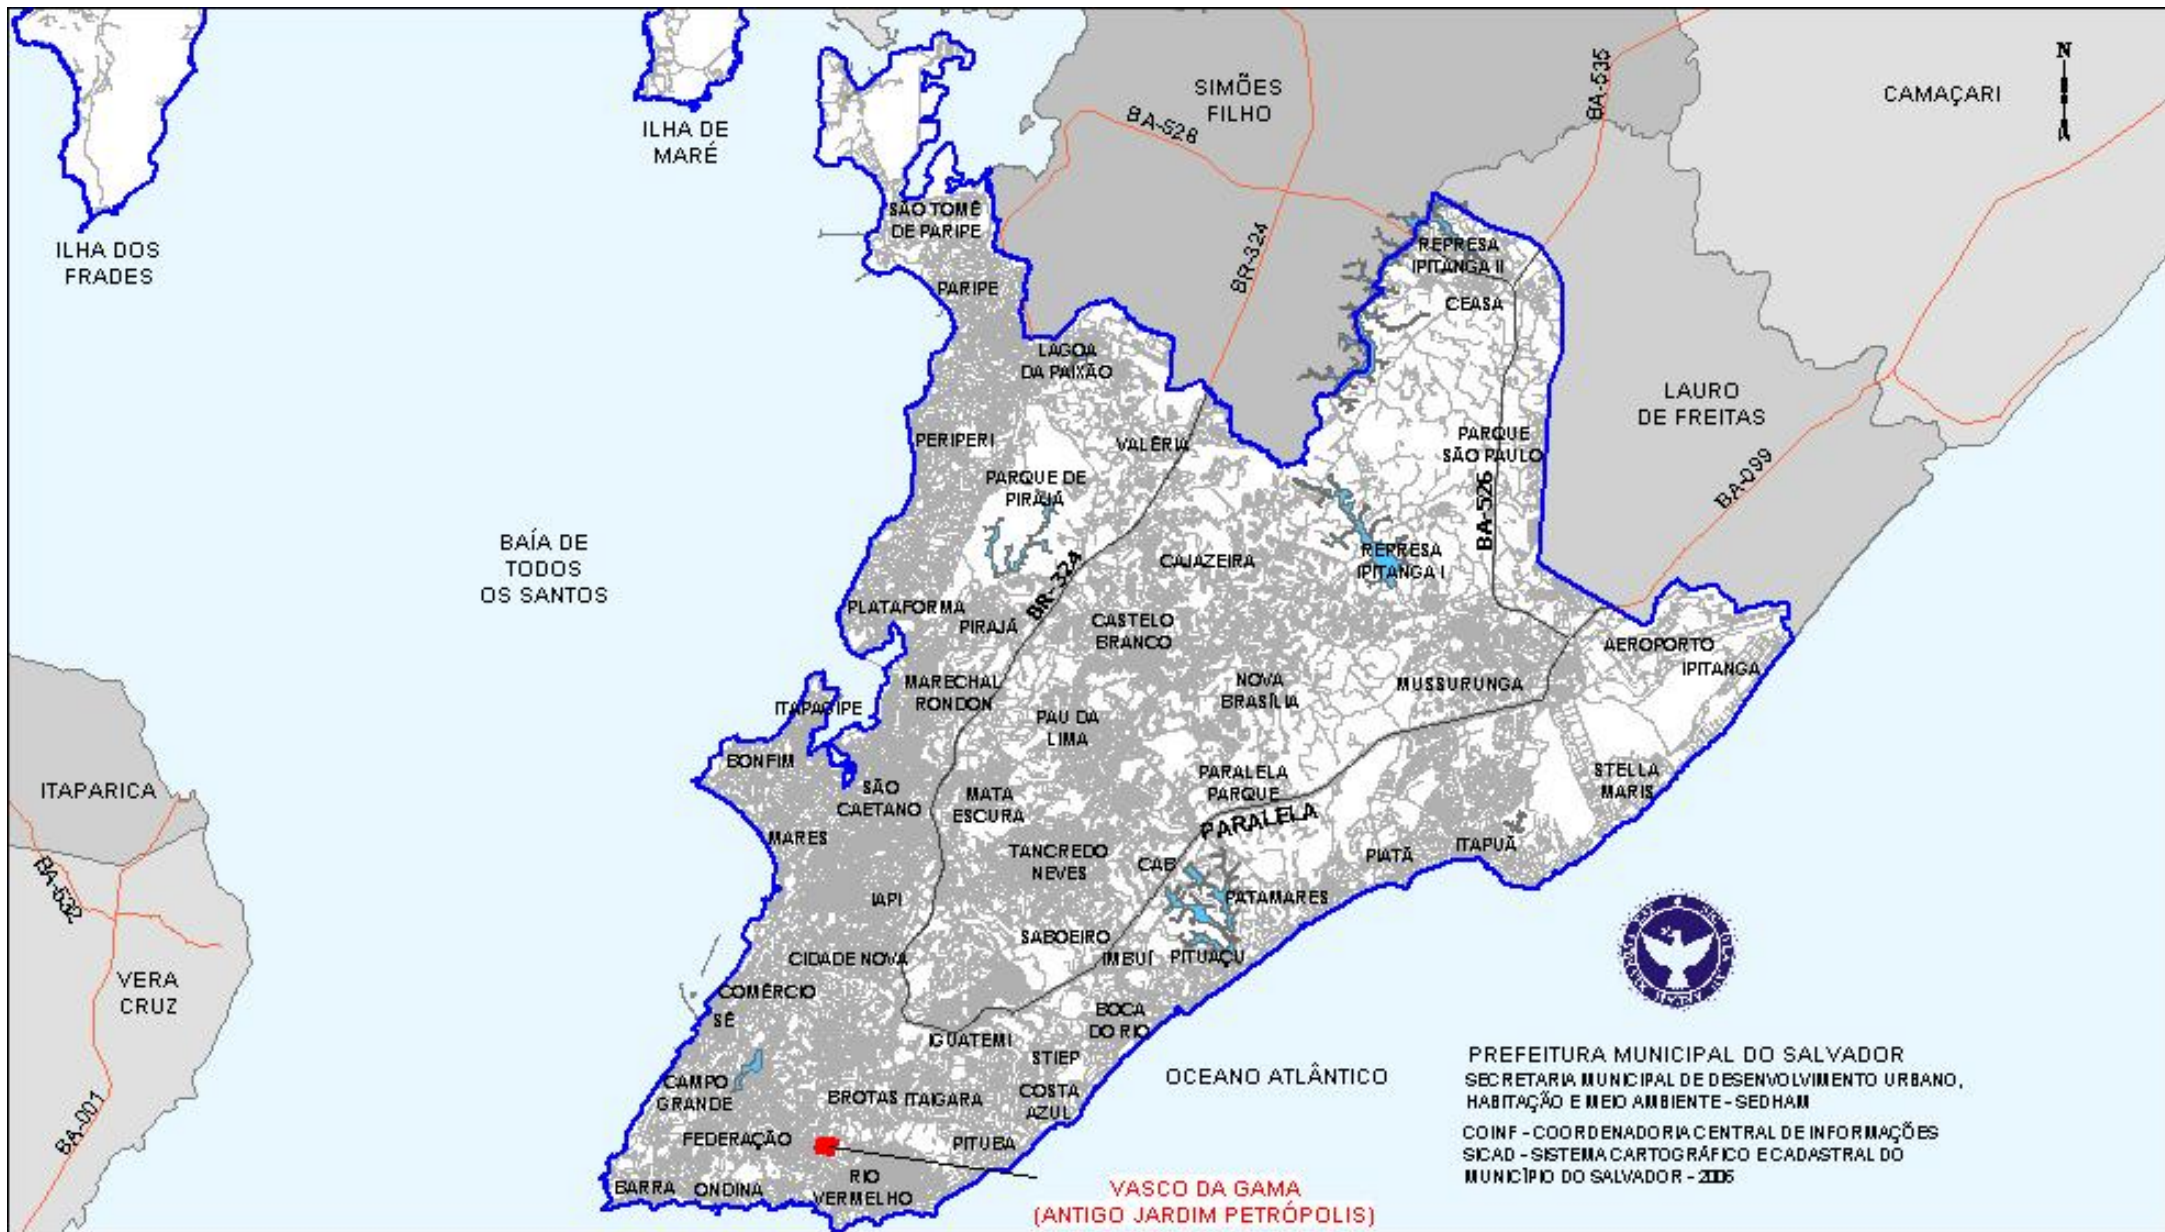 N
CAMAÇARI
SIMÕES
FILHO
BA-535
BA-528
ILHA DE
MARÉ
ILHA DOS
FRADES
SÃO TOMÉ
DE PARIPE
BR-324
REPRESA
IPITANGA II
CEASA
PARIPE
LAGOA
DA PAIXÃO
LAURO
DE FREITAS
PERIPERI
VALÉRIA
PARQUE
SÃO PAULO
BA-099
PARQUE DE
PIRAJÁ
BA-526
BAÍA DE
TODOS
OS SANTOS
CAJAZEIRA
REPRESA
IPITANGA I
BR-324
PLATAFORMA
PIRAJÁ
CASTELO
BRANCO
AEROPORTO
IPITANGA
MARECHAL
RONDON
NOVA
BRASÍLIA
MUSSURUNGA
ITAPAGIPE
PAU DA
LIMA
BONFIM
PARALELA
PARQUE
STELLA
MARIS
ITAPARICA
SÃO
CAETANO
MATA
ESCURA
PARALELA
MARES
TANCREDO
NEVES
CAB
PIATÃ
ITAPUÃ
BA-532
IAPI
PATAMARES
SABOEIRO
CIDADE NOVA
IMBUÍ
PITUAÇU
VERA
CRUZ
COMÉRCIO
SÉ
BOCA
DO RIO
IGUATEMI
STIEP
OCEANO ATLÂNTICO
CAMPO
GRANDE
BROTAS
ITAIGARA
COSTA
AZUL
BA-001
FEDERAÇÃO
PITUBA
BARRA
ONDINA
RIO
VERMELHO
VASCO DA GAMA
(ANTIGO JARDIM PETRÓPOLIS)
PREFEITURA MUNICIPAL DO SALVADOR
SECRETARIA MUNICIPAL DE DESENVOLVIMENTO URBANO,
HABITAÇÃO E MEIO AMBIENTE - SEDHAM
COINF - COORDENADORIA CENTRAL DE INFORMAÇÕES
SICAD - SISTEMA CARTOGRÁFICO E CADASTRAL DO
MUNICÍPIO DO SALVADOR - 2006